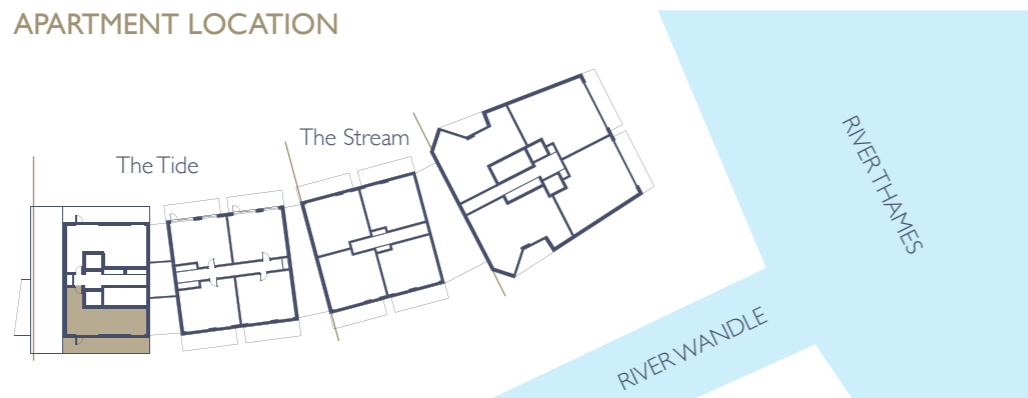 APARTMENT LOCATION
The Tide
The Stream
RIVER THAMES
RIVER WANDLE